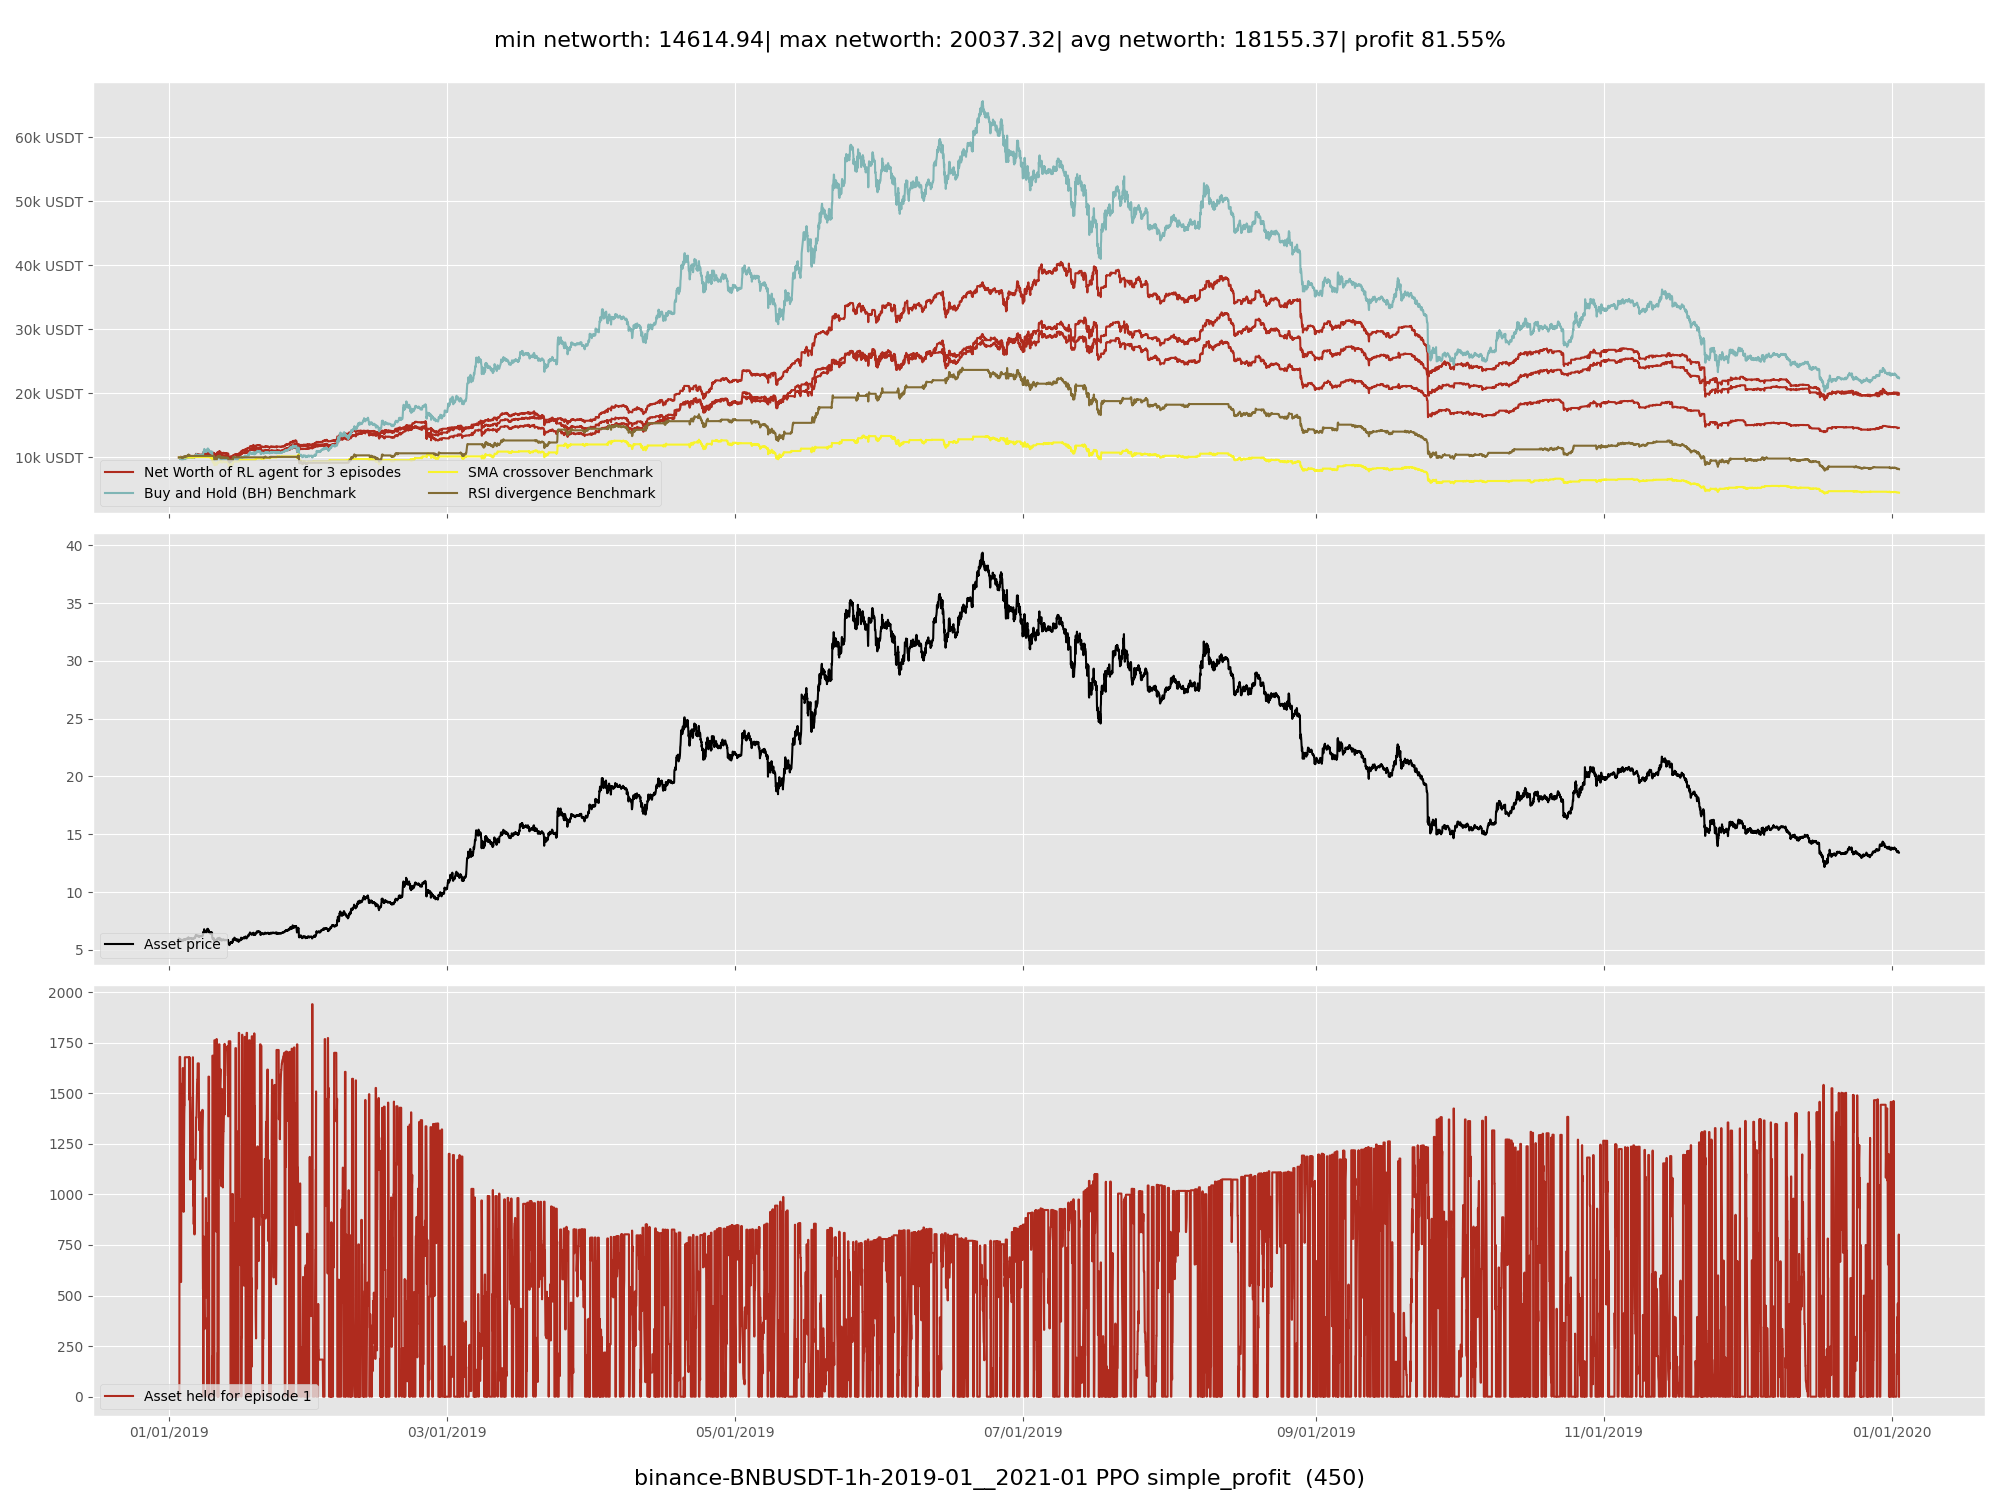 min networth: 14614.94| max networth: 20037.32| avg networth: 18155.37| profit 81.55%
60k USDT
50k USDT
40k USDT
30k USDT
20k USDT
10k USDT
Net Worth of RL agent for 3 episodes
Buy and Hold (BH) Benchmark
SMA crossover Benchmark
RSI divergence Benchmark
40
35
30
25
20
15
10
5
Asset price
2000
1750
1500
1250
1000
750
500
250
0
Asset held for episode 1
01/01/2019 03/01/2019 05/01/2019 07/01/2019 09/01/2019 11/01/2019 01/01/2020
binance-BNBUSDT-1h-2019-01__2021-01 PPO simple_profit (450)